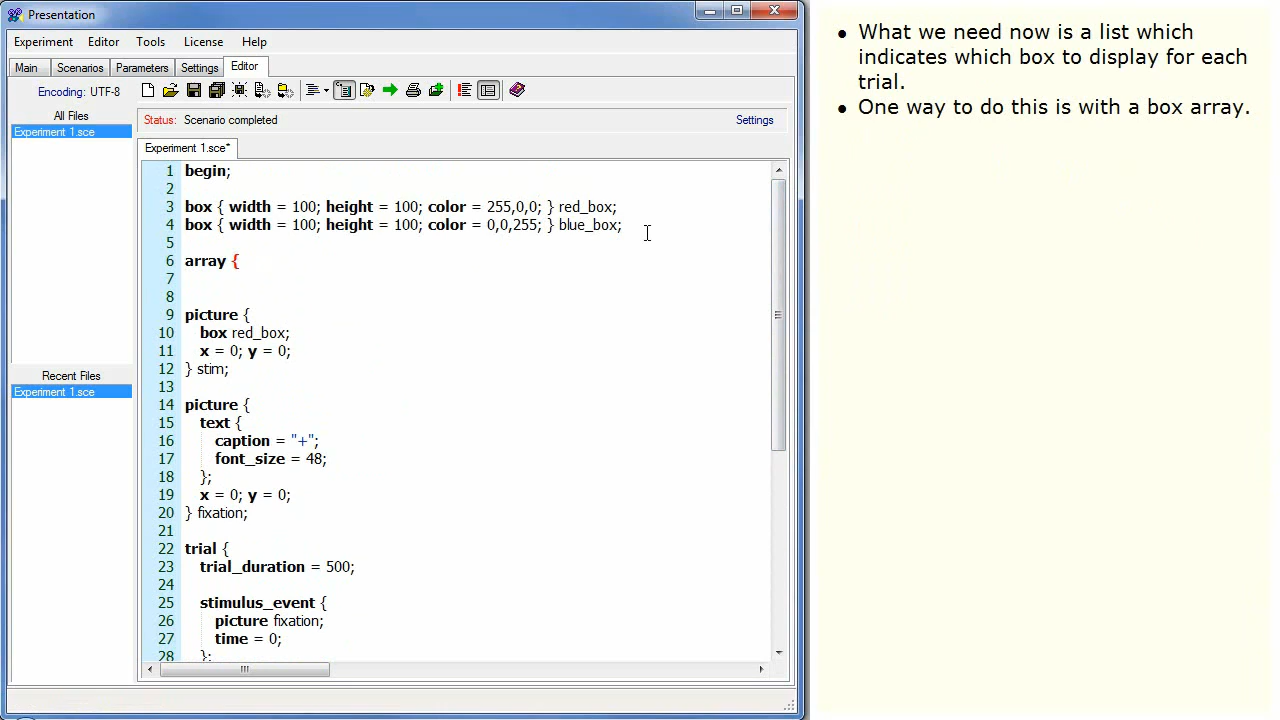 Presentation
Experiment Editor Tools License Help
Main Scenarios Parameters Settings Editor
Encoding: UTF-8
All Files
Experiment 1.sce
Recent Files
Experiment 1.sce
Status: Scenario completed Settings
Experiment 1.sce*
1 begin;
2
3 box { width = 100; height = 100; color = 255,0,0; } red_box;
4 box { width = 100; height = 100; color = 0,0,255; } blue_box;
5
6 array {
7
8
9 picture {
10 box red_box;
11 x = 0; y = 0;
12 } stim;
13
14 picture {
15 text {
16 caption = "+";
17 font_size = 48;
18 };
19 x = 0; y = 0;
20 } fixation;
21
22 trial {
23 trial_duration = 500;
24
25 stimulus_event {
26 picture fixation;
27 time = 0;
28 };
• What we need now is a list which
indicates which box to display for each
trial.
• One way to do this is with a box array.